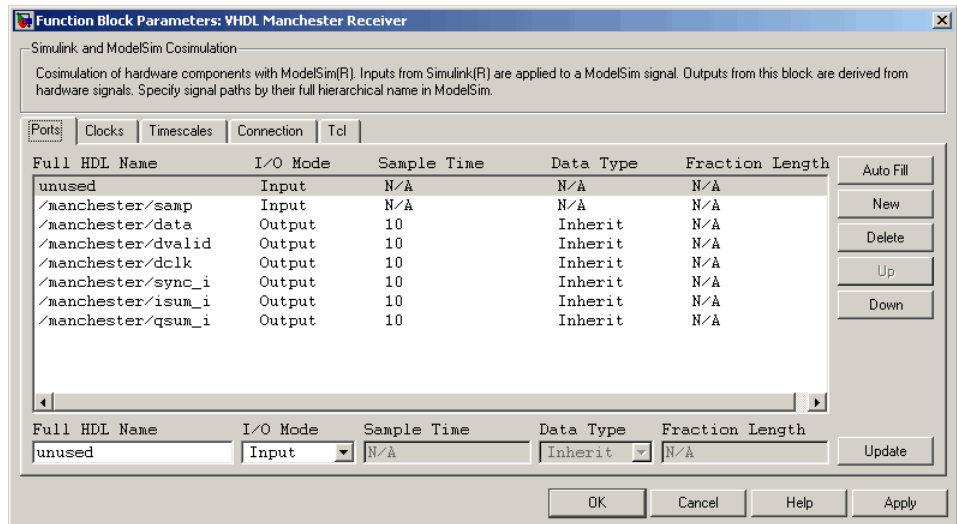 Function Block Parameters: VHDL Manchester Receiver
Simulink and ModelSim Cosimulation
Cosimulation of hardware components with ModelSim(R). Inputs from Simulink(R) are applied to a ModelSim signal. Outputs from this block are derived from
hardware signals. Specify signal paths by their full hierarchical name in ModelSim.
Ports Clocks Timescales Connection Tcl
Full HDL Name I/O Mode Sample Time Data Type Fraction Length Auto Fill
unused Input N/A N/A N/A
/manchester/samp Input N/A N/A N/A New
/manchester/data Output 10 Inherit N/A
/manchester/dvalid Output 10 Inherit N/A Delete
/manchester/dclk Output 10 Inherit N/A
/manchester/sync_i Output 10 Inherit N/A Up
/manchester/isum_i Output 10 Inherit N/A Down
/manchester/qsum_i Output 10 Inherit N/A
Full HDL Name I/O Mode Sample Time Data Type Fraction Length
unused Input N/A Inherit N/A Update
OK Cancel Help Apply